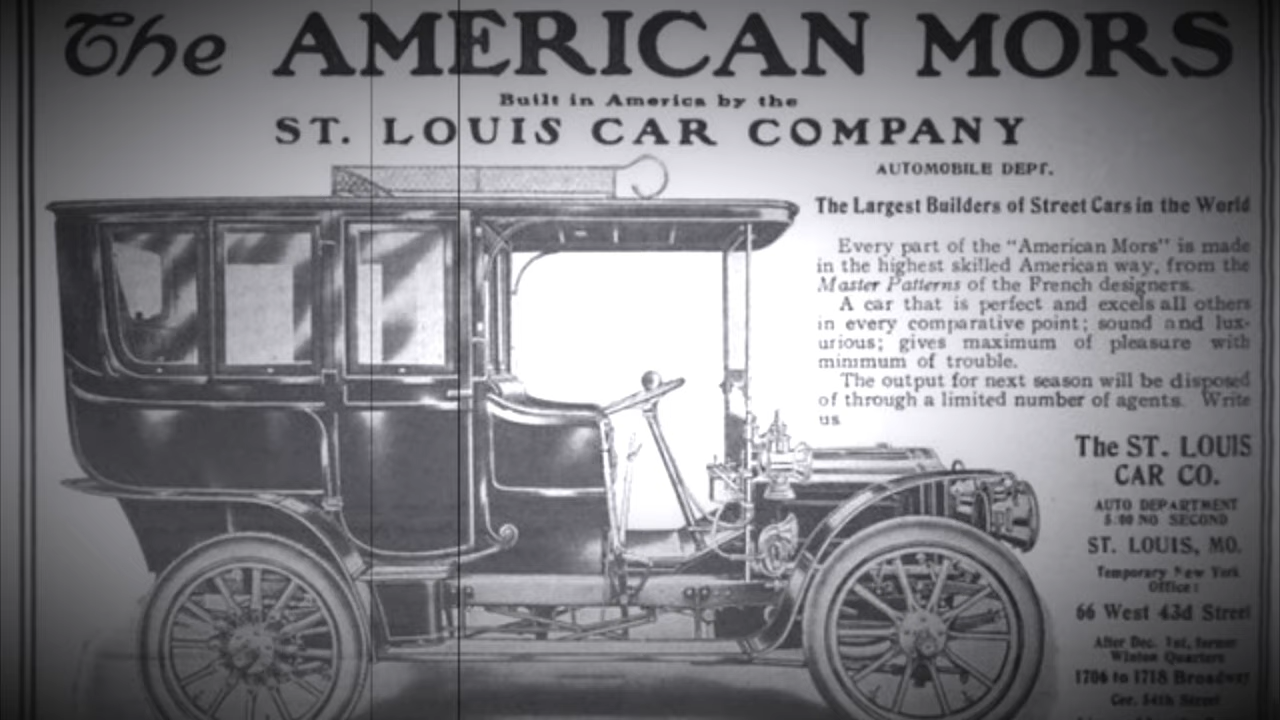 The AMERICAN MORS
Built in America by the
ST. LOUIS CAR COMPANY
AUTOMOBILE DEPT.
The Largest Builders of Street Cars in the World
Every part of the "American Mors" is made
in the highest skilled American way, from the
Master Patterns of the French designers.
A car that is perfect and excels all others
in every comparative point; sound and lux-
urious; gives maximum of pleasure with
minimum of trouble.
The output for next season will be disposed
of through a limited number of agents. Write
us.
The ST. LOUIS
CAR CO.
AUTO DEPARTMENT
NO. SECOND
ST. LOUIS, MO.
Temporary New York
Office:
66 West 43d Street
After Dec. 1st, former
Winton Quarters
1706 to 1718 Broadway
Cor. 54th Street